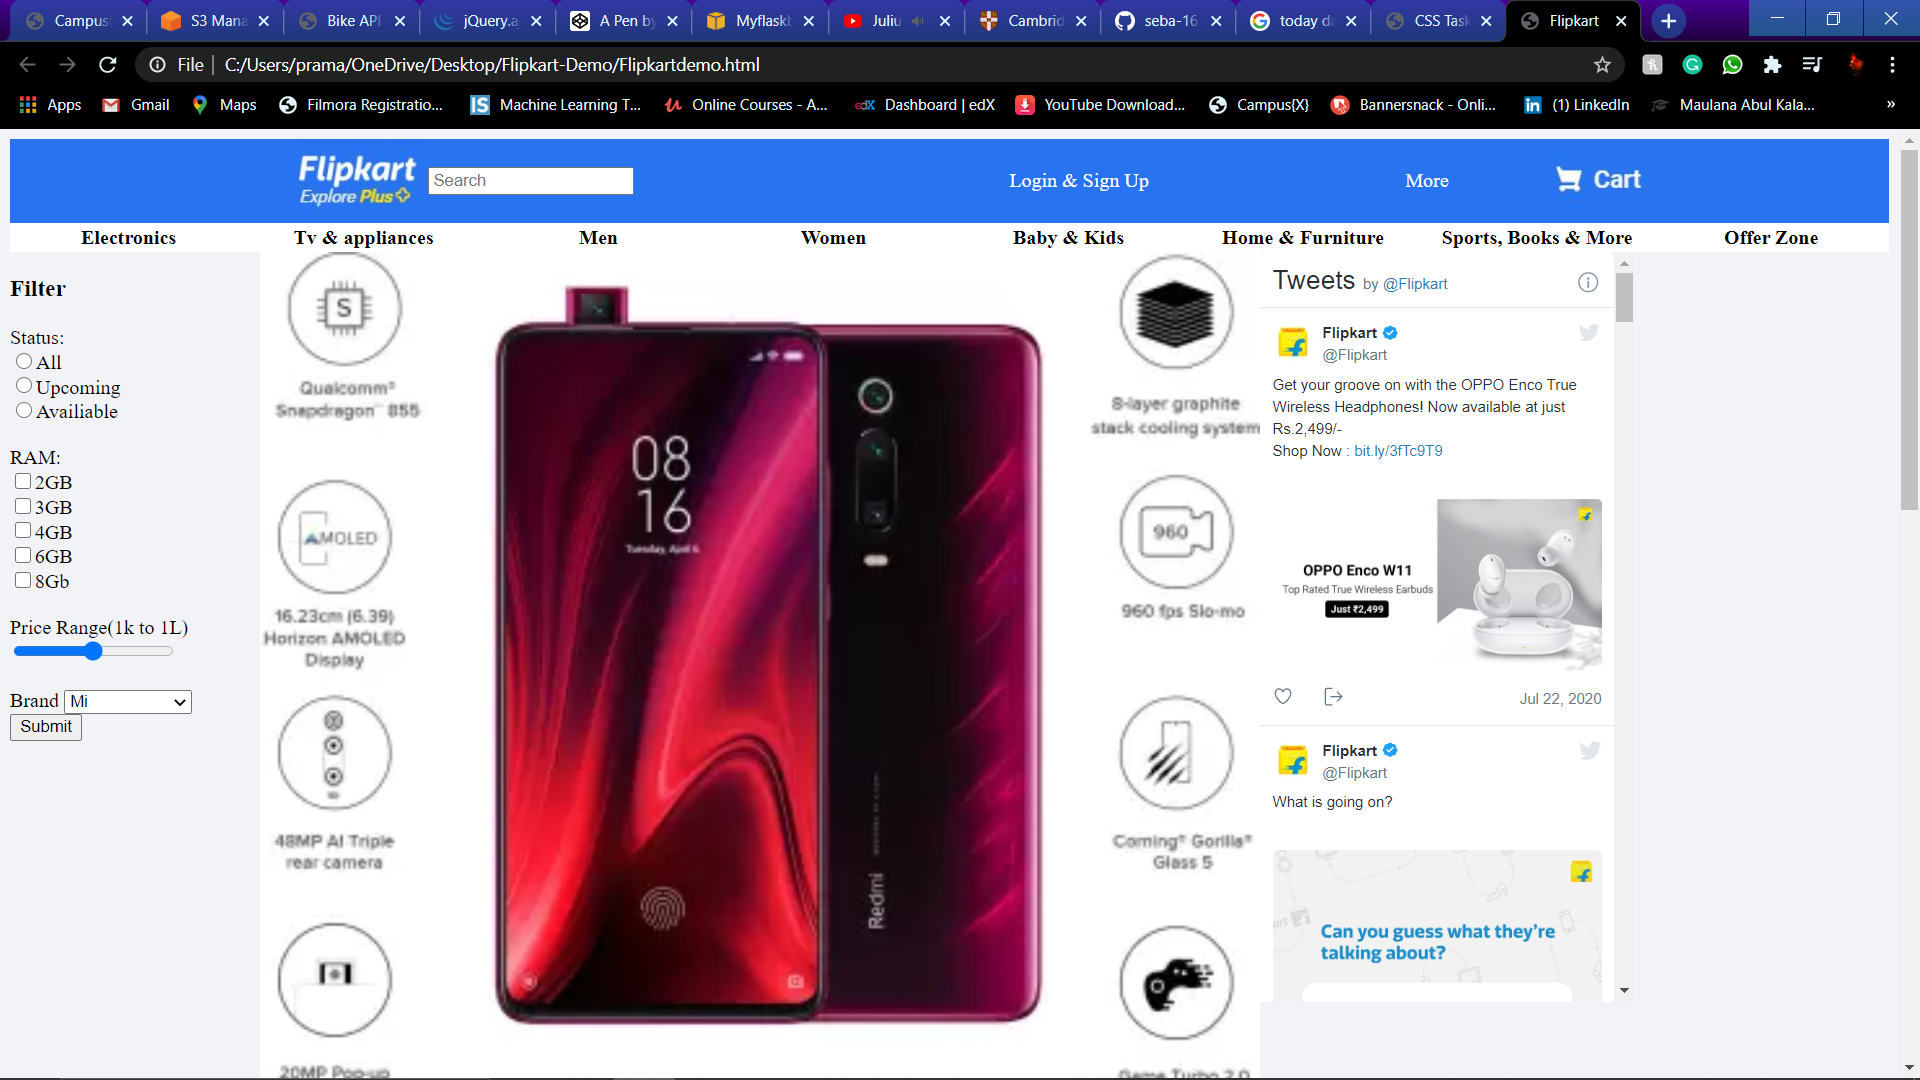 Campus
S3 Mana
Bike API
jQuery.a
A Pen by
Myflaskb
Juliu
Cambrid
seba-16
today da
CSS Task
Flipkart
File
C:/Users/prama/OneDrive/Desktop/Flipkart-Demo/Flipkartdemo.html
Apps
Gmail
Maps
Filmora Registratio...
Machine Learning T...
Online Courses - A...
edX Dashboard | edX
YouTube Download...
Campus{X}
Bannersnack - Onli...
(1) LinkedIn
Maulana Abul Kala...
»
Flipkart
Explore Plus
Search
Login & Sign Up
More
Cart
Electronics
Tv & appliances
Men
Women
Baby & Kids
Home & Furniture
Sports, Books & More
Offer Zone
Filter
Status:
All
Upcoming
Availiable
RAM:
2GB
3GB
4GB
6GB
8Gb
Price Range(1k to 1L)
Brand Mi
Submit
S
Qualcomm®
Snapdragon™ 855
AMOLED
16.23cm (6.39)
Horizon AMOLED
Display
48MP AI Triple
rear camera
20MP Pop-up
08
16
Tuesday, April 6
Redmi
8-layer graphite
stack cooling system
960
960 fps Slo-mo
Corning® Gorilla®
Glass 5
Game Turbo 2.0
Tweets by @Flipkart
Flipkart
@Flipkart
Get your groove on with the OPPO Enco True
Wireless Headphones! Now available at just
Rs.2,499/-
Shop Now : bit.ly/3fTc9T9
OPPO Enco W11
Top Rated True Wireless Earbuds
Just ₹2,499
Jul 22, 2020
Flipkart
@Flipkart
What is going on?
Can you guess what they're
talking about?